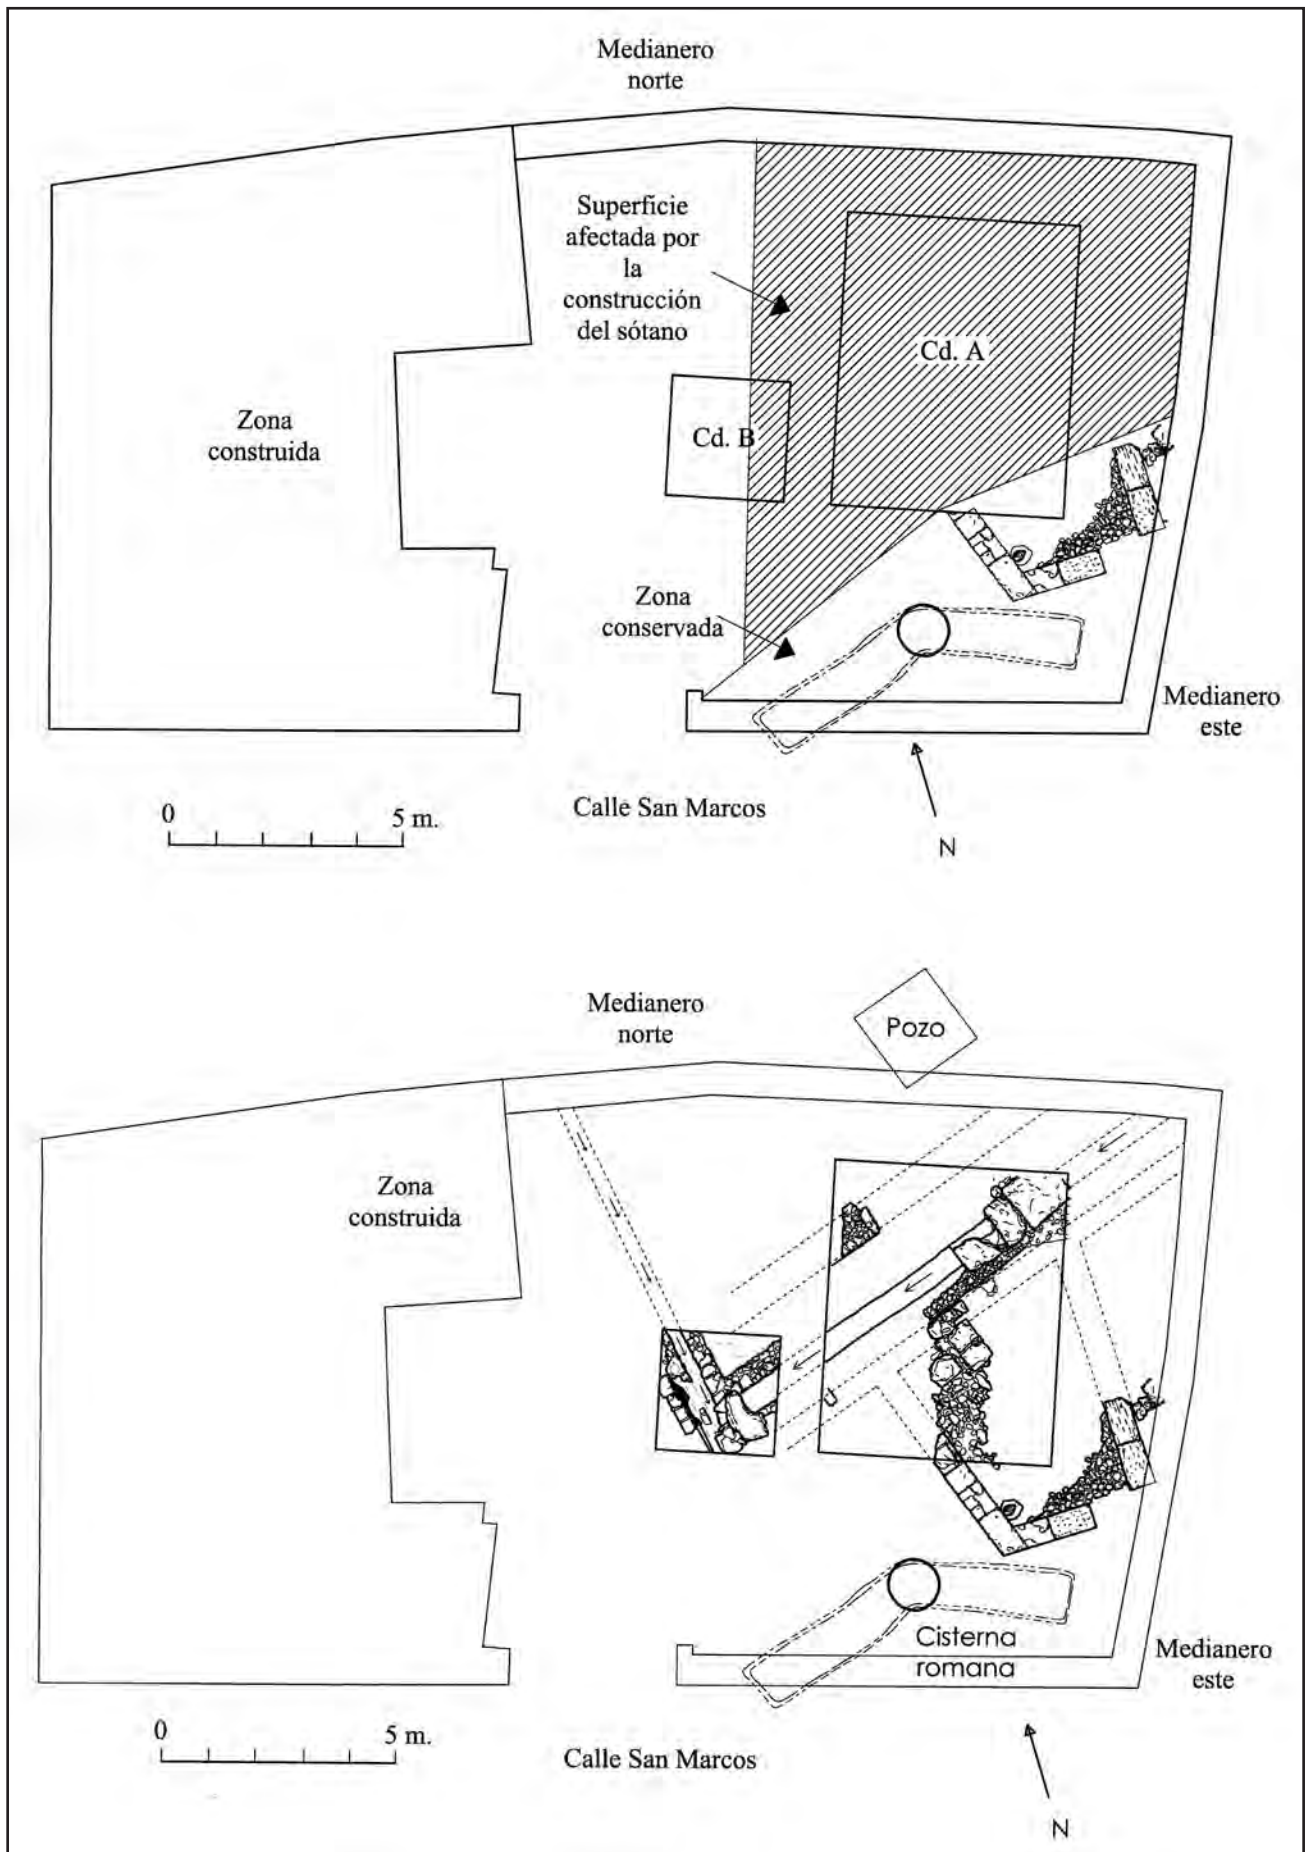 Medianero
norte
Superficie
afectada por
la
construcción
del sótano
Cd. A
Cd. B
Zona
construida
Zona
conservada
Medianero
este
0 5 m.
Calle San Marcos
N
Medianero
norte
Pozo
Zona
construida
Cisterna
romana
Medianero
este
0 5 m.
Calle San Marcos
N